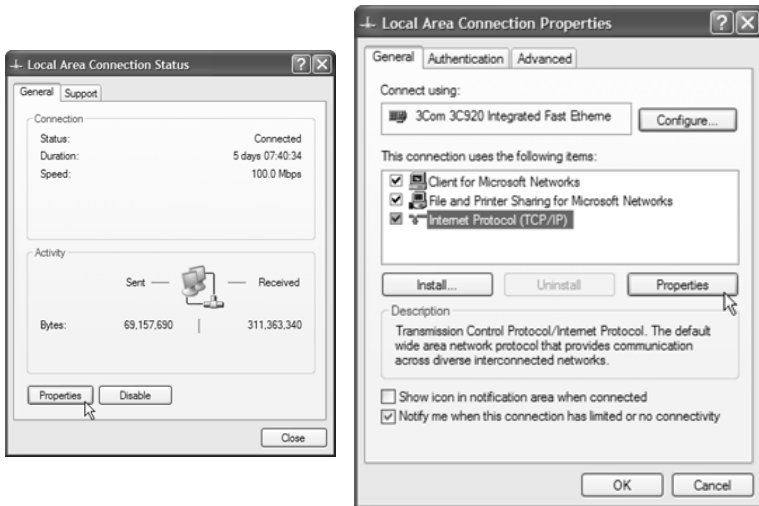 Local Area Connection Status
General Support
Connection
Status: Connected
Duration: 5 days 07:40:34
Speed: 100.0 Mbps
Activity
Sent — — Received
Bytes: 69,157,690 | 311,363,340
Properties Disable
Close
Local Area Connection Properties
General Authentication Advanced
Connect using:
3Com 3C920 Integrated Fast Etherne Configure...
This connection uses the following items:
Client for Microsoft Networks
File and Printer Sharing for Microsoft Networks
Internet Protocol (TCP/IP)
Install... Uninstall Properties
Description
Transmission Control Protocol/Internet Protocol. The default
wide area network protocol that provides communication
across diverse interconnected networks.
Show icon in notification area when connected
Notify me when this connection has limited or no connectivity
OK Cancel